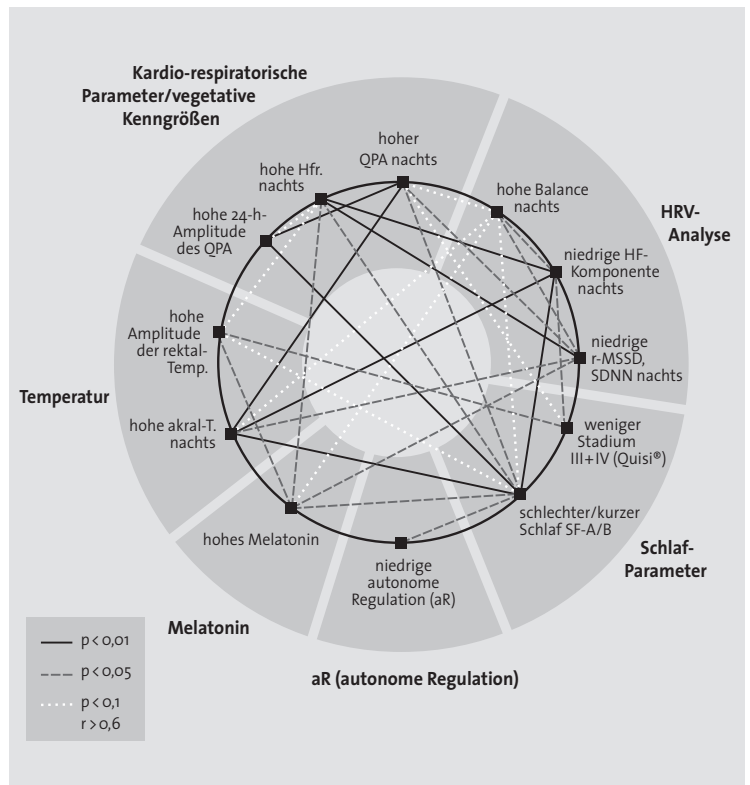 Kardio-respiratorische
Parameter/vegetative
Kenngrößen
hoher
QPA nachts
hohe Hfr.
nachts
hohe 24-h-
Amplitude
des QPA
hohe Balance
nachts
HRV-
Analyse
niedrige HF-
Komponente
nachts
niedrige
r-MSSD,
SDNN nachts
hohe
Amplitude
der rektal-
Temp.
Temperatur
hohe akral-T.
nachts
weniger
Stadium
III+IV (Quisi®)
schlechter/kurzer
Schlaf SF-A/B
Schlaf-
Parameter
hohes Melatonin
niedrige
autonome
Regulation (aR)
Melatonin
aR (autonome Regulation)
p < 0,01
p < 0,05
p < 0,1
r > 0,6